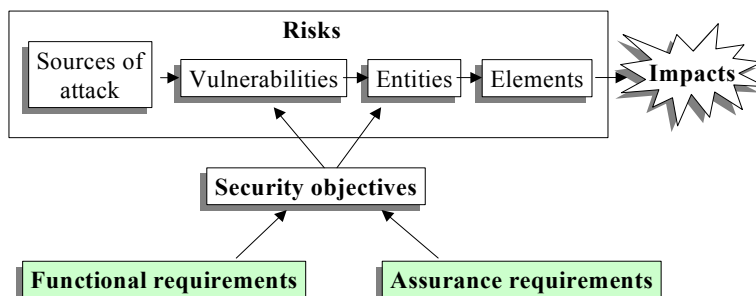 Risks
Sources of
attack
Vulnerabilities
Entities
Elements
Impacts
Security objectives
Functional requirements
Assurance requirements